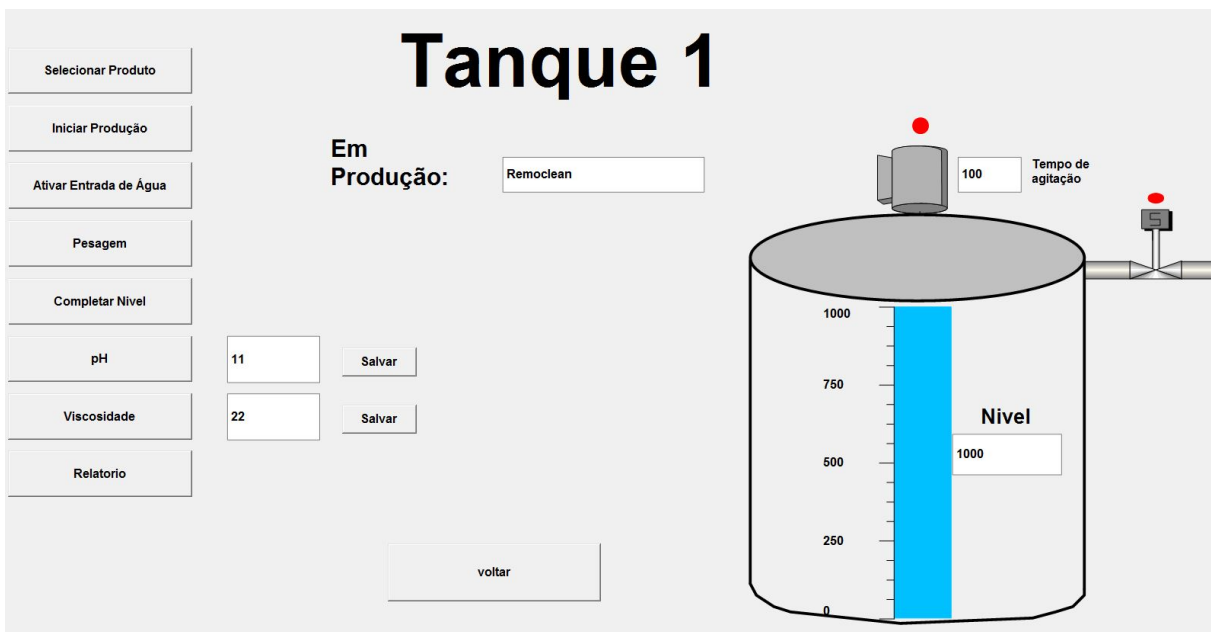 Tanque 1
Selecionar Produto
Iniciar Produção
Ativar Entrada de Água
Pesagem
Completar Nivel
pH
11
Salvar
Viscosidade
22
Salvar
Relatorio
Em
Produção:
Remoclean
100
Tempo de
agitação
S
1000
750
500
250
0
Nivel
1000
voltar